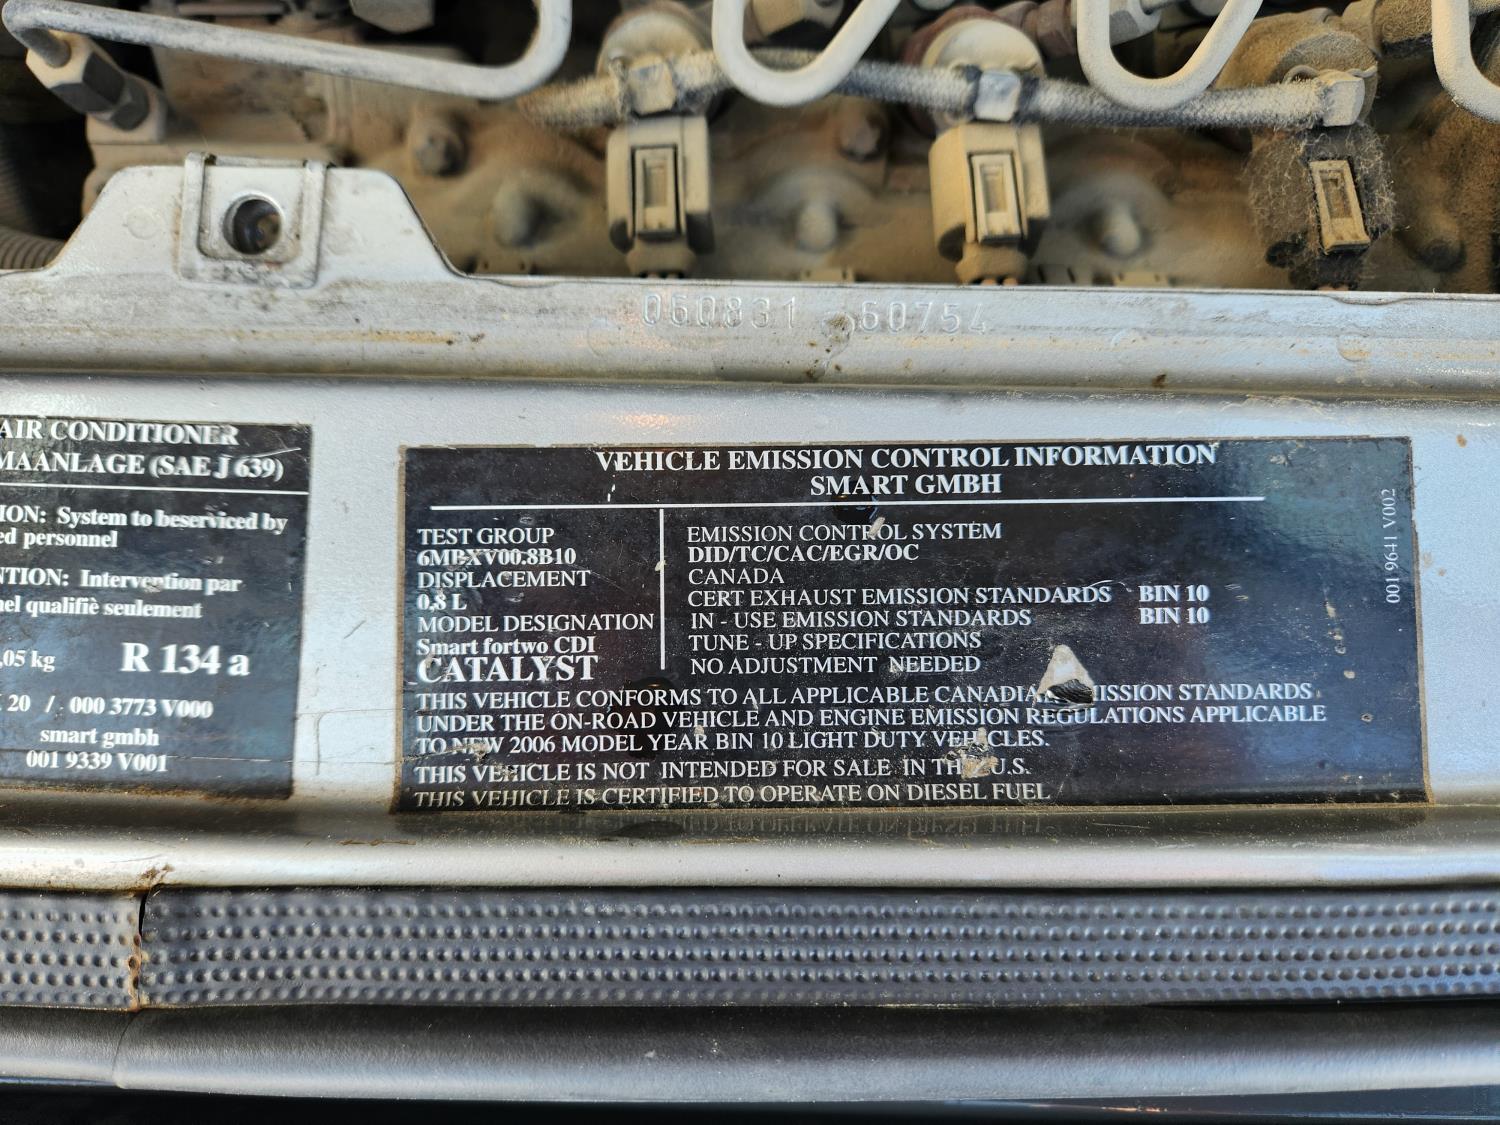 060831 60754
AIR CONDITIONER
MAANLAGE (SAE J 639)
ION: System to beserviced by
ed personnel
NTION: Intervention par
nel qualifiè seulement
,05 kg R 134 a
20 / 000 3773 V000
smart gmbh
001 9339 V001
VEHICLE EMISSION CONTROL INFORMATION
SMART GMBH
TEST GROUP
6MBXV00.8B10
DISPLACEMENT
0,8 L
MODEL DESIGNATION
Smart fortwo CDI
CATALYST
EMISSION CONTROL SYSTEM
DID/TC/CAC/EGR/OC
CANADA
CERT EXHAUST EMISSION STANDARDS BIN 10
IN - USE EMISSION STANDARDS BIN 10
TUNE - UP SPECIFICATIONS
NO ADJUSTMENT NEEDED
THIS VEHICLE CONFORMS TO ALL APPLICABLE CANADIA ISSION STANDARDS
UNDER THE ON-ROAD VEHICLE AND ENGINE EMISSION REGULATIONS APPLICABLE
TO NEW 2006 MODEL YEAR BIN 10 LIGHT DUTY VEHICLES.
THIS VEHICLE IS NOT INTENDED FOR SALE IN TH U.S.
THIS VEHICLE IS CERTIFIED TO OPERATE ON DIESEL FUEL
001 9641 V002